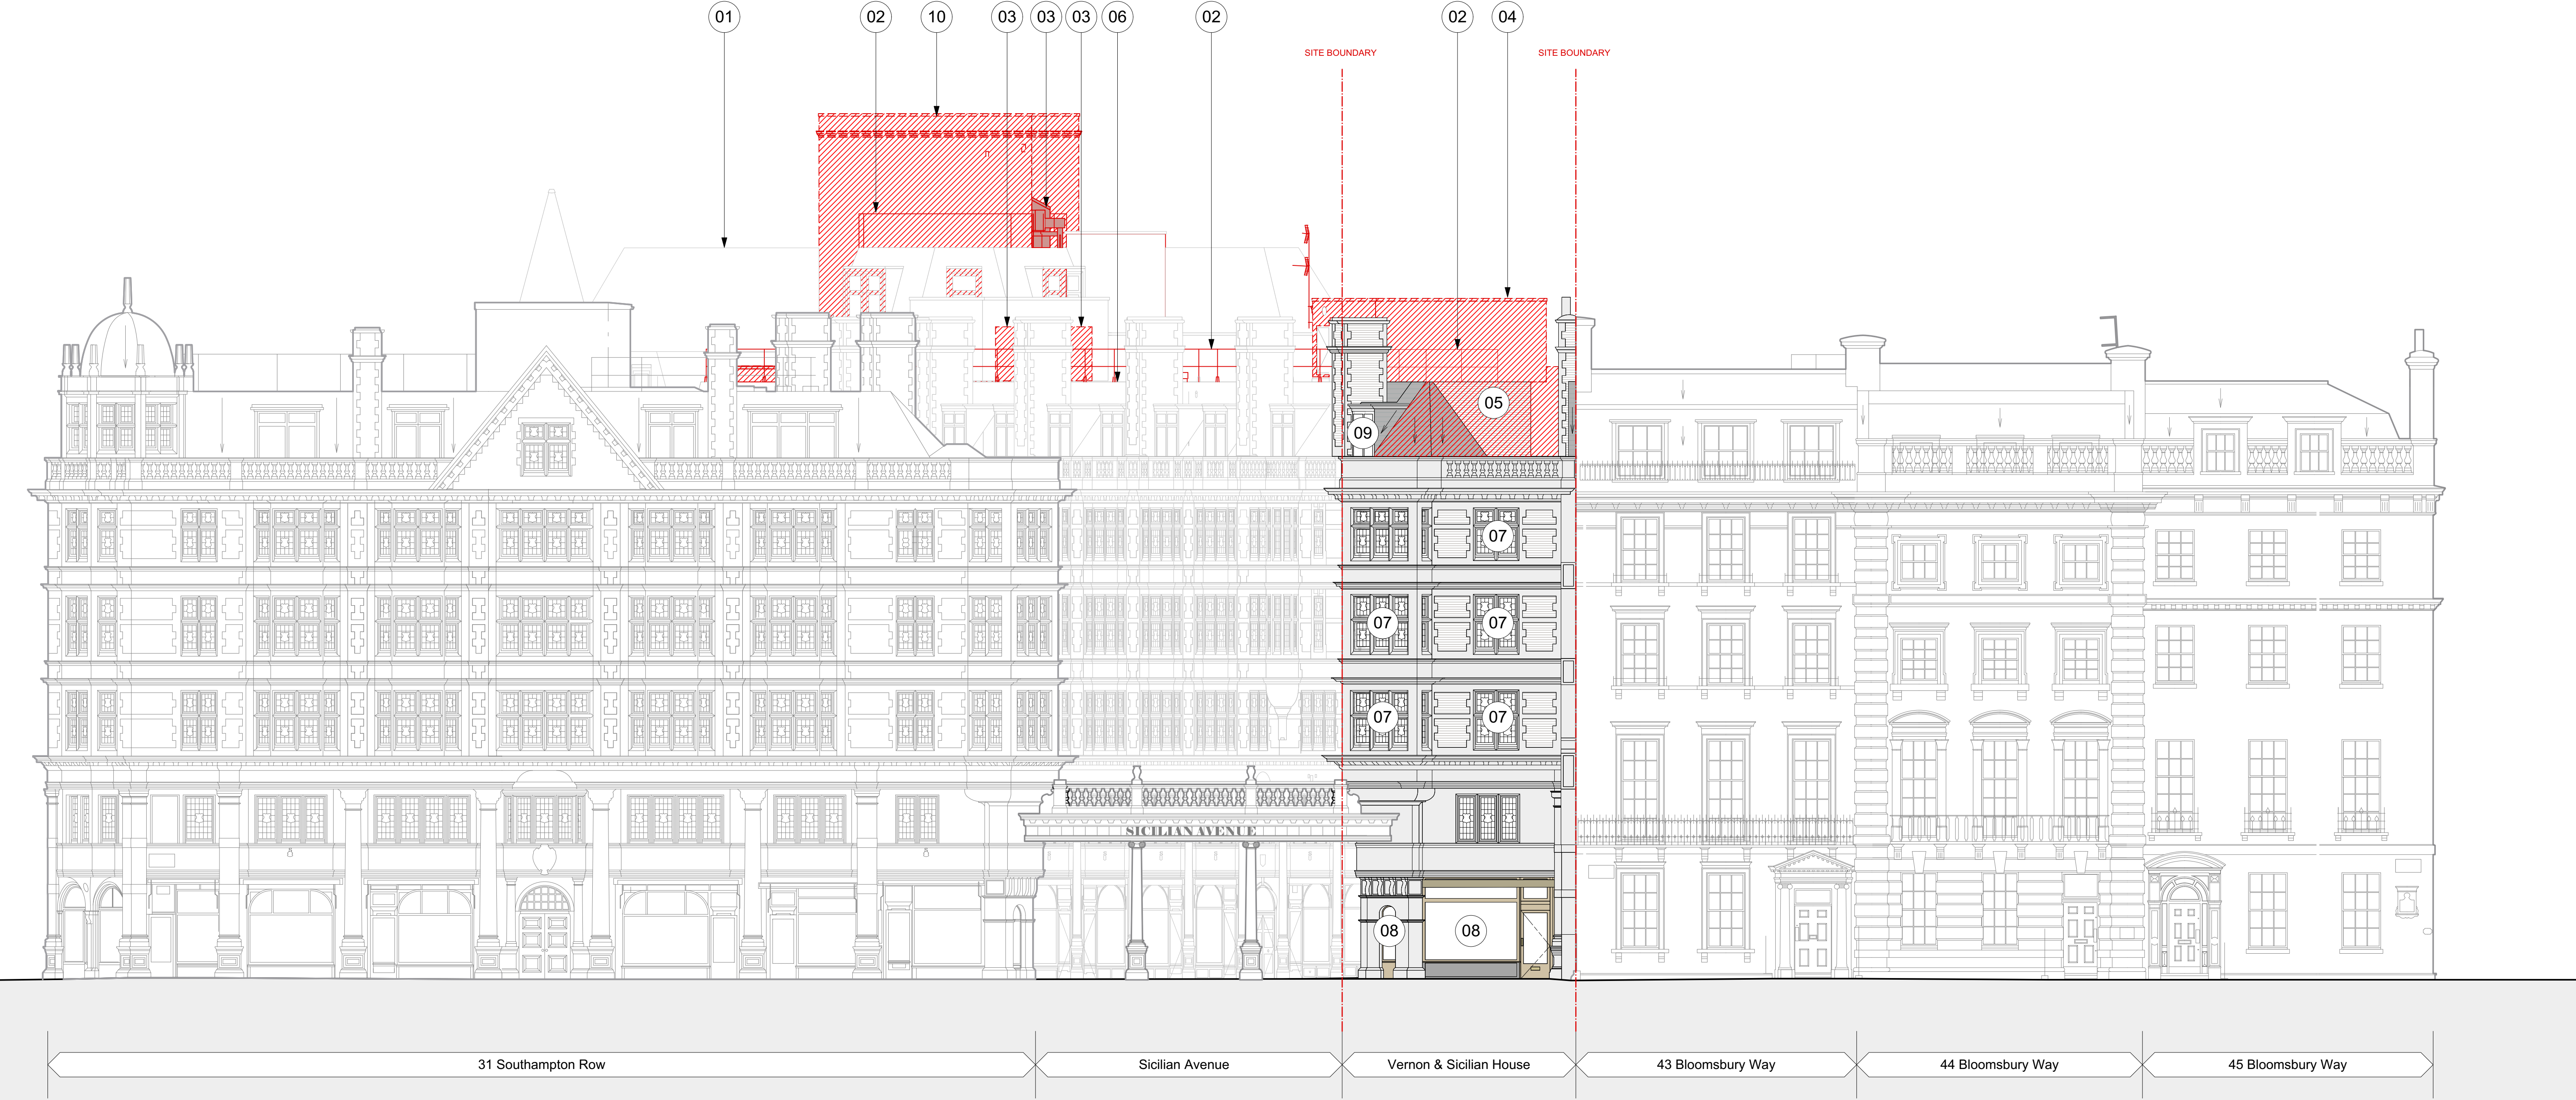 01
02
10
03
03
03
06
02
02
04
SITE BOUNDARY
SITE BOUNDARY
05
09
07
07
07
07
07
SICILIAN AVENUE
08
08
31 Southampton Row
Sicilian Avenue
Vernon & Sicilian House
43 Bloomsbury Way
44 Bloomsbury Way
45 Bloomsbury Way